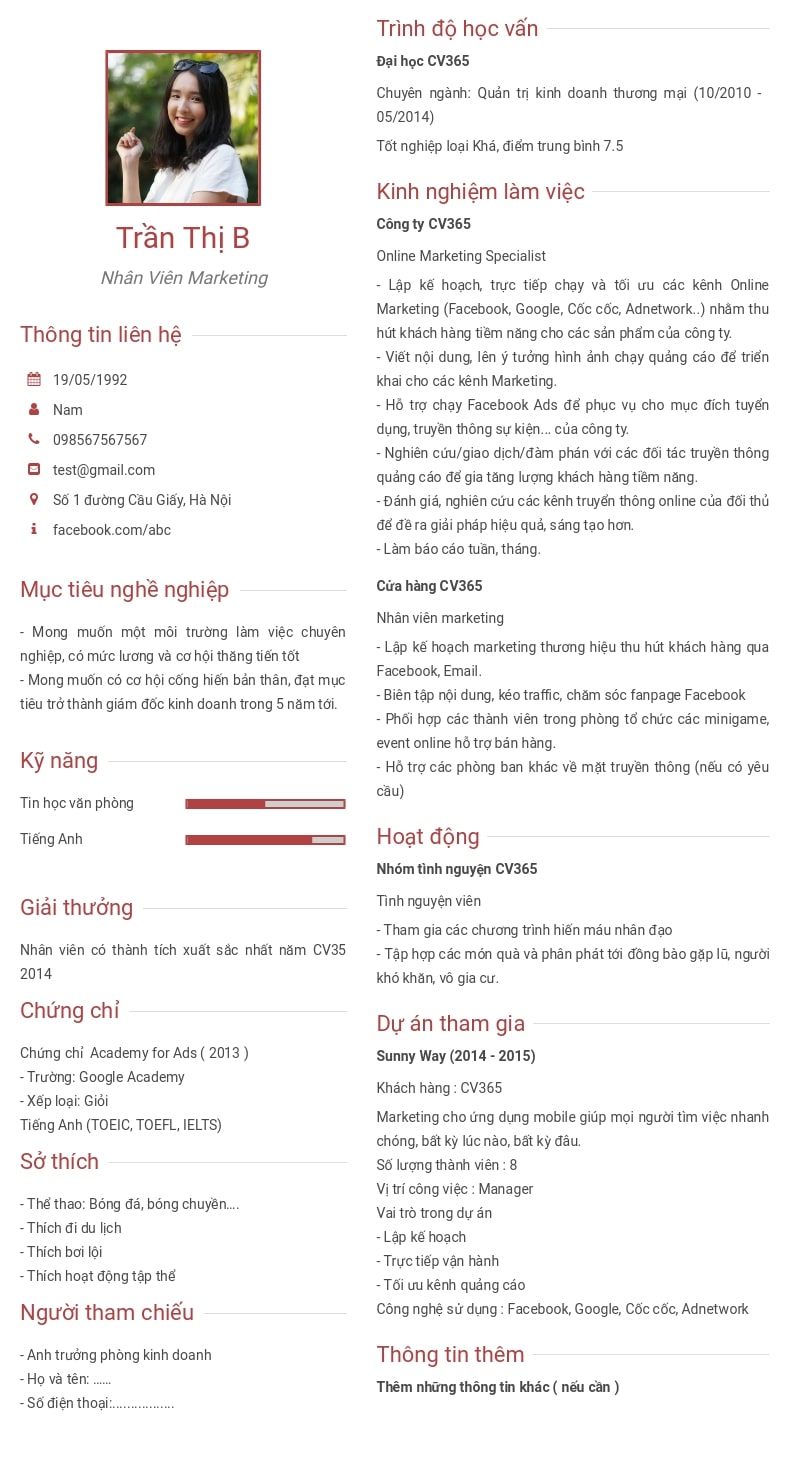 Trần Thị B
Nhân Viên Marketing
Thông tin liên hệ
19/05/1992
Nam
098567567567
test@gmail.com
Số 1 đường Cầu Giấy, Hà Nội
facebook.com/abc
Mục tiêu nghề nghiệp
- Mong muốn một môi trường làm việc chuyên
nghiệp, có mức lương và cơ hội thăng tiến tốt
- Mong muốn có cơ hội cống hiến bản thân, đạt mục
tiêu trở thành giám đốc kinh doanh trong 5 năm tới.
Kỹ năng
Tin học văn phòng
Tiếng Anh
Giải thưởng
Nhân viên có thành tích xuất sắc nhất năm CV35
2014
Chứng chỉ
Chứng chỉ Academy for Ads ( 2013 )
- Trường: Google Academy
- Xếp loại: Giỏi
Tiếng Anh (TOEIC, TOEFL, IELTS)
Sở thích
- Thể thao: Bóng đá, bóng chuyền....
- Thích đi du lịch
- Thích bơi lội
- Thích hoạt động tập thể
Người tham chiếu
- Anh trưởng phòng kinh doanh
- Họ và tên: ......
- Số điện thoại:.................
Trình độ học vấn
Đại học CV365
Chuyên ngành: Quản trị kinh doanh thương mại (10/2010 -
05/2014)
Tốt nghiệp loại Khá, điểm trung bình 7.5
Kinh nghiệm làm việc
Công ty CV365
Online Marketing Specialist
- Lập kế hoạch, trực tiếp chạy và tối ưu các kênh Online
Marketing (Facebook, Google, Cốc cốc, Adnetwork..) nhằm thu
hút khách hàng tiềm năng cho các sản phẩm của công ty.
- Viết nội dung, lên ý tưởng hình ảnh chạy quảng cáo để triển
khai cho các kênh Marketing.
- Hỗ trợ chạy Facebook Ads để phục vụ cho mục đích tuyển
dụng, truyền thông sự kiện... của công ty.
- Nghiên cứu/giao dịch/đàm phán với các đối tác truyền thông
quảng cáo để gia tăng lượng khách hàng tiềm năng.
- Đánh giá, nghiên cứu các kênh truyền thông online của đối thủ
để đề ra giải pháp hiệu quả, sáng tạo hơn.
- Làm báo cáo tuần, tháng.
Cửa hàng CV365
Nhân viên marketing
- Lập kế hoạch marketing thương hiệu thu hút khách hàng qua
Facebook, Email.
- Biên tập nội dung, kéo traffic, chăm sóc fanpage Facebook
- Phối hợp các thành viên trong phòng tổ chức các minigame,
event online hỗ trợ bán hàng.
- Hỗ trợ các phòng ban khác về mặt truyền thông (nếu có yêu
cầu)
Hoạt động
Nhóm tình nguyện CV365
Tình nguyện viên
- Tham gia các chương trình hiến máu nhân đạo
- Tập hợp các món quà và phân phát tới đồng bào gặp lũ, người
khó khăn, vô gia cư.
Dự án tham gia
Sunny Way (2014 - 2015)
Khách hàng : CV365
Marketing cho ứng dụng mobile giúp mọi người tìm việc nhanh
chóng, bất kỳ lúc nào, bất kỳ đâu.
Số lượng thành viên : 8
Vị trí công việc : Manager
Vai trò trong dự án
- Lập kế hoạch
- Trực tiếp vận hành
- Tối ưu kênh quảng cáo
Công nghệ sử dụng : Facebook, Google, Cốc cốc, Adnetwork
Thông tin thêm
Thêm những thông tin khác ( nếu cần )